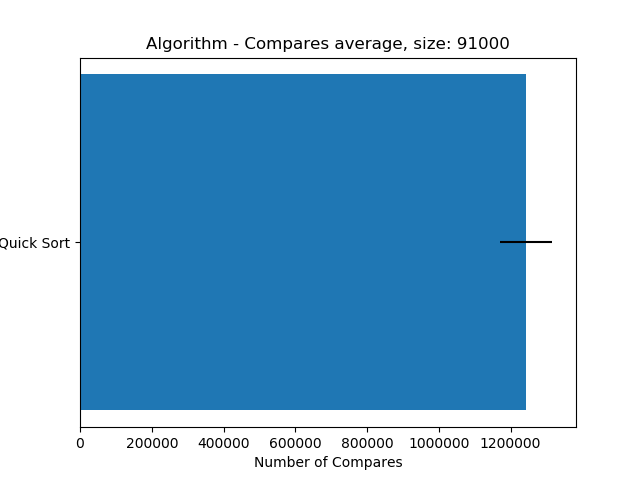 Algorithm - Compares average, size: 91000
Quick Sort
0 200000 400000 600000 800000 1000000 1200000
Number of Compares